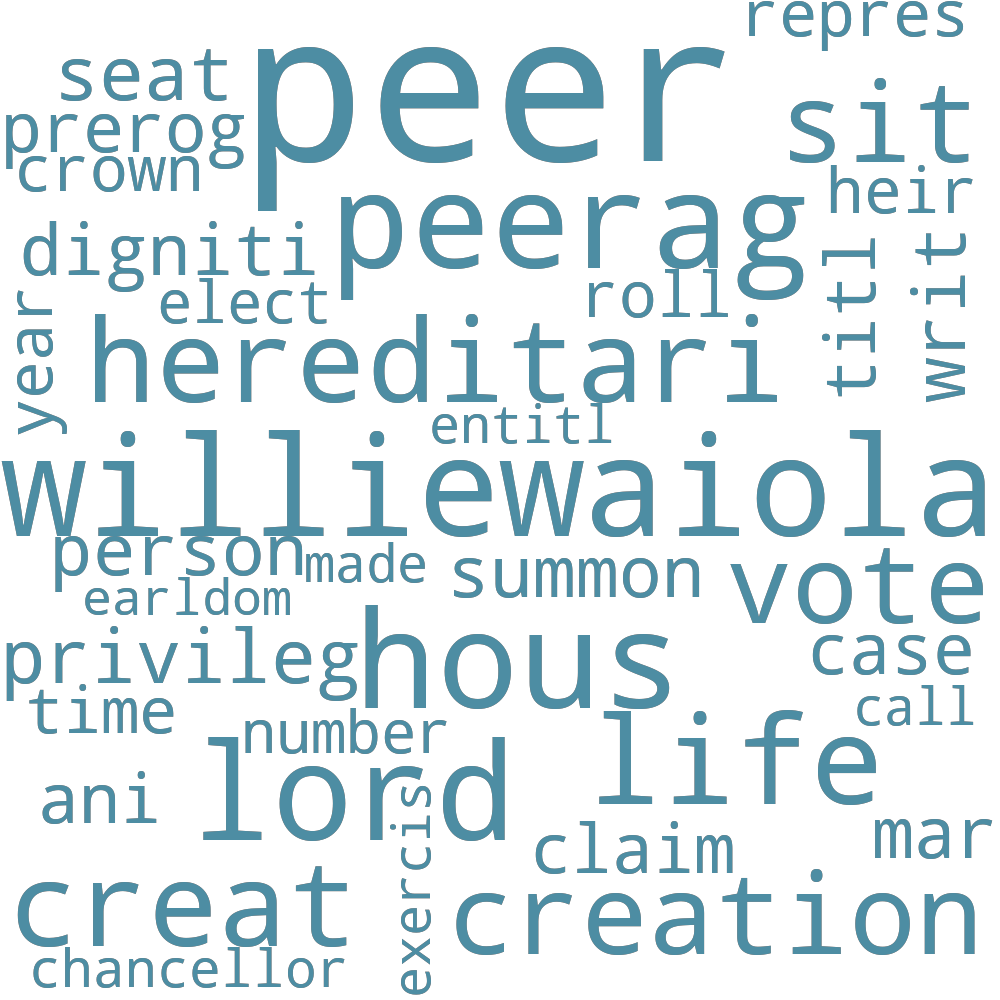 repres
peer
seat
sit
prerog
crown
heir
peerag
digniti
titl
writ
elect
roll
year
hereditari
entitl
williewaiola
person
made
summon
vote
earldom
hous
privileg
case
time
call
number
life
lord
ani
exercis
claim
mar
creat
creation
chancellor